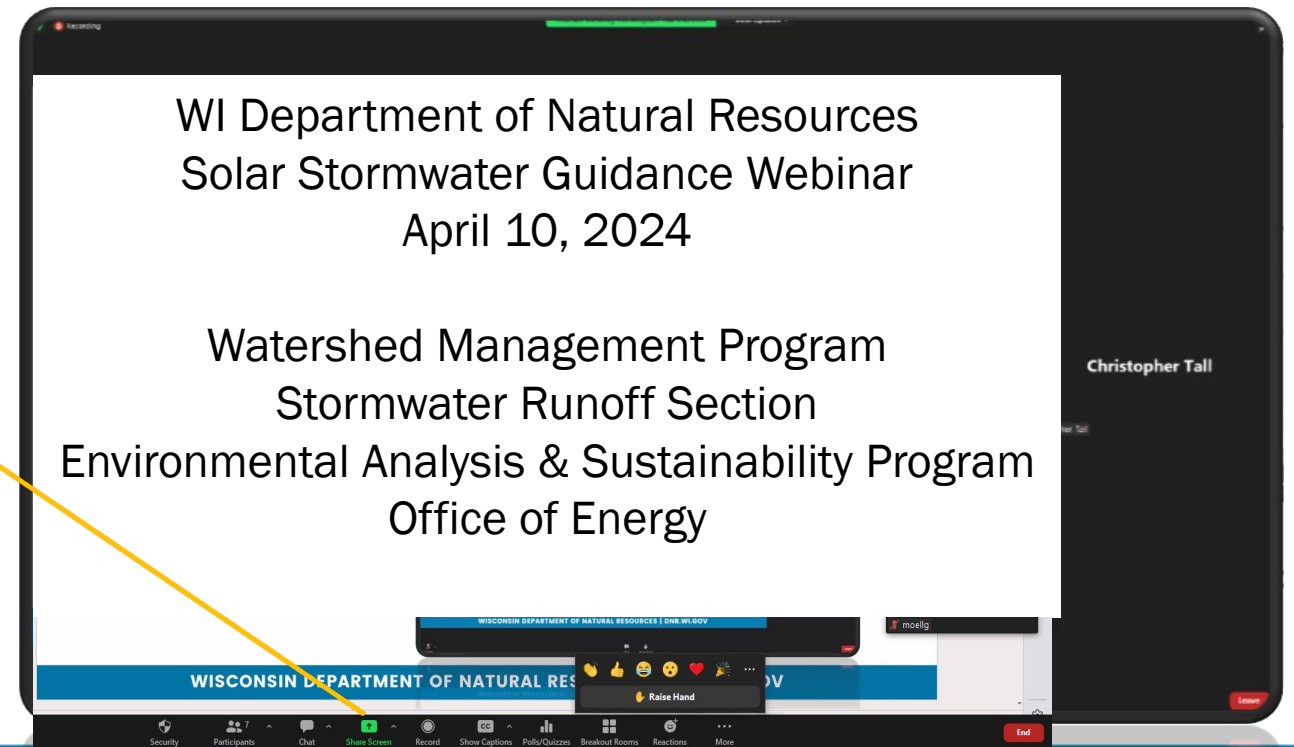 Recording
WI Department of Natural Resources
Solar Stormwater Guidance Webinar
April 10, 2024
Watershed Management Program
Stormwater Runoff Section
Environmental Analysis & Sustainability Program
Office of Energy
Christopher Tall
WISCONSIN DEPARTMENT OF NATURAL RESOURCES | DNR.WI.GOV
moellg
WISCONSIN DEPARTMENT OF NATURAL RES
OV
Raise Hand
Leave
Security
Participants 7
Chat
Share Screen
Record
CC
Show Captions
Polls/Quizzes
Breakout Rooms
Reactions
More
End